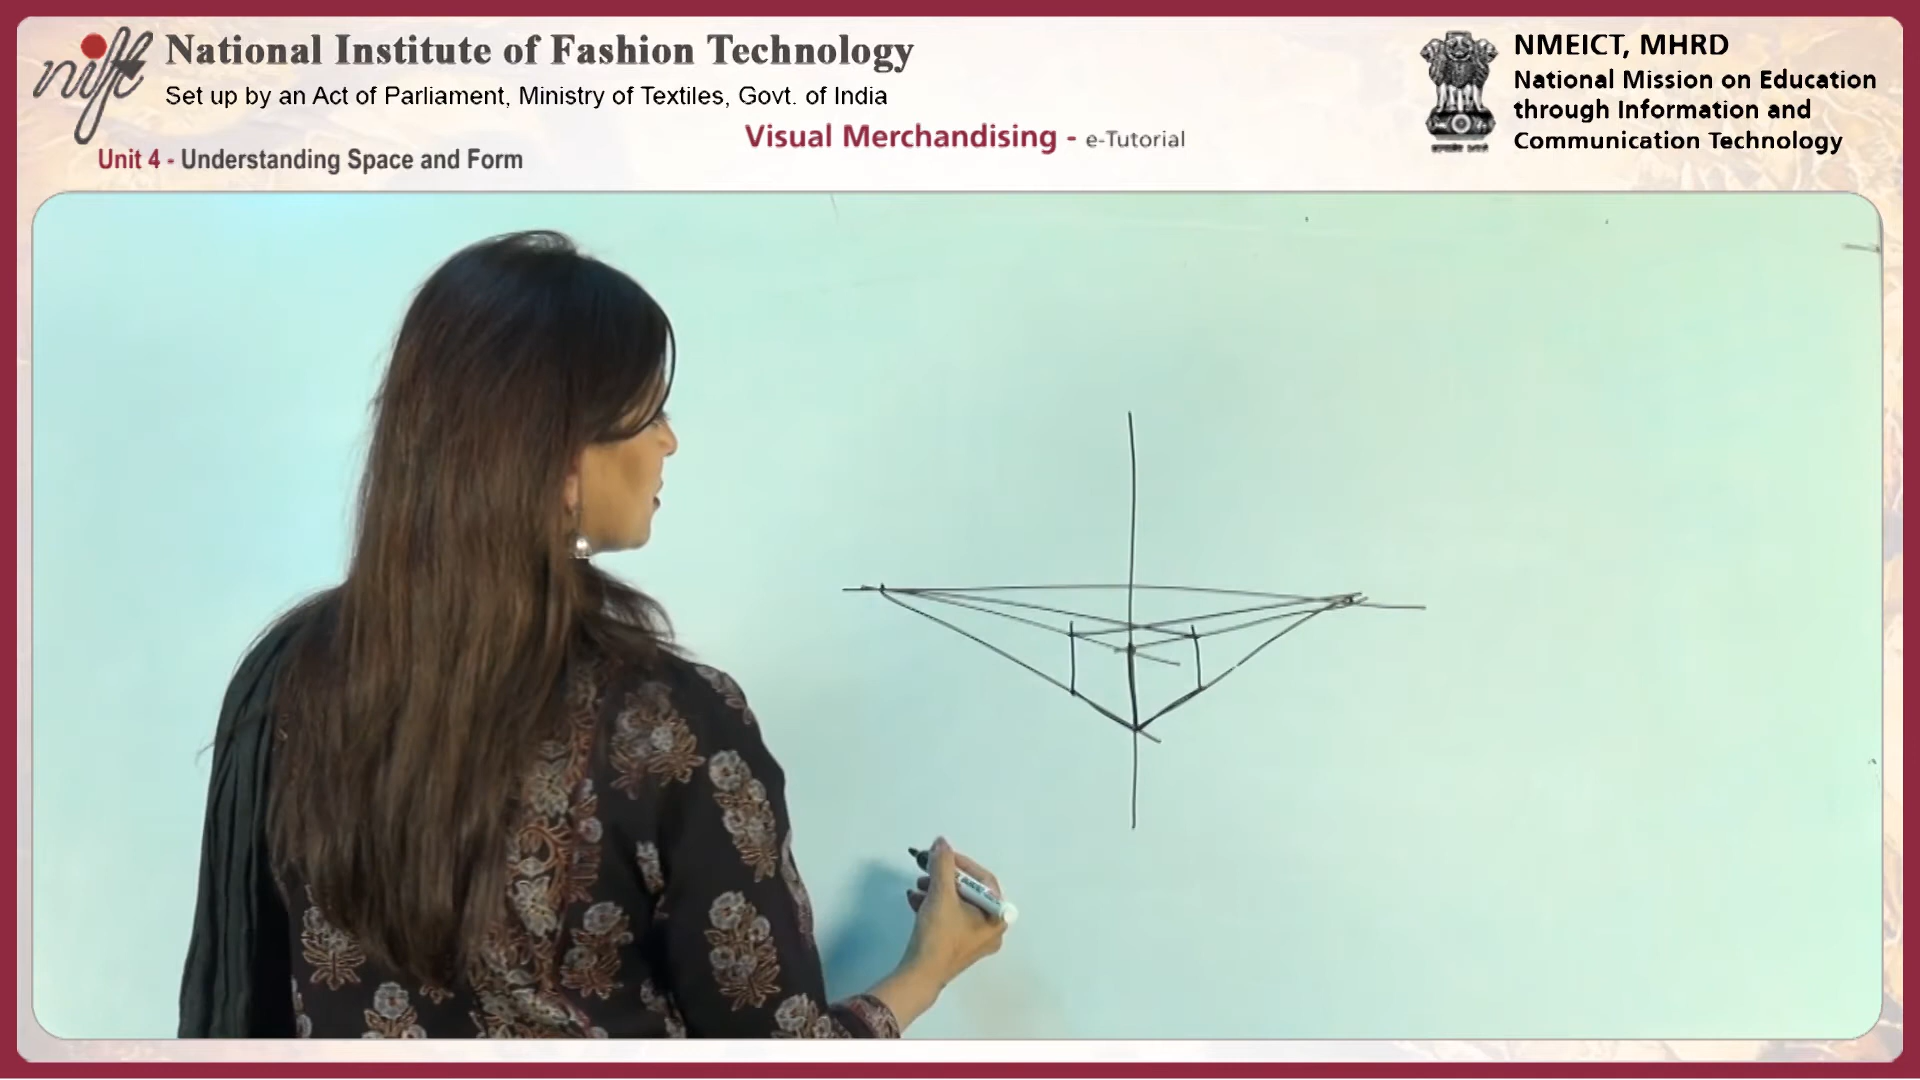 nift
National Institute of Fashion Technology
Set up by an Act of Parliament, Ministry of Textiles, Govt. of India
Visual Merchandising - e-Tutorial
Unit 4 - Understanding Space and Form
NMEICT, MHRD
National Mission on Education
through Information and
Communication Technology